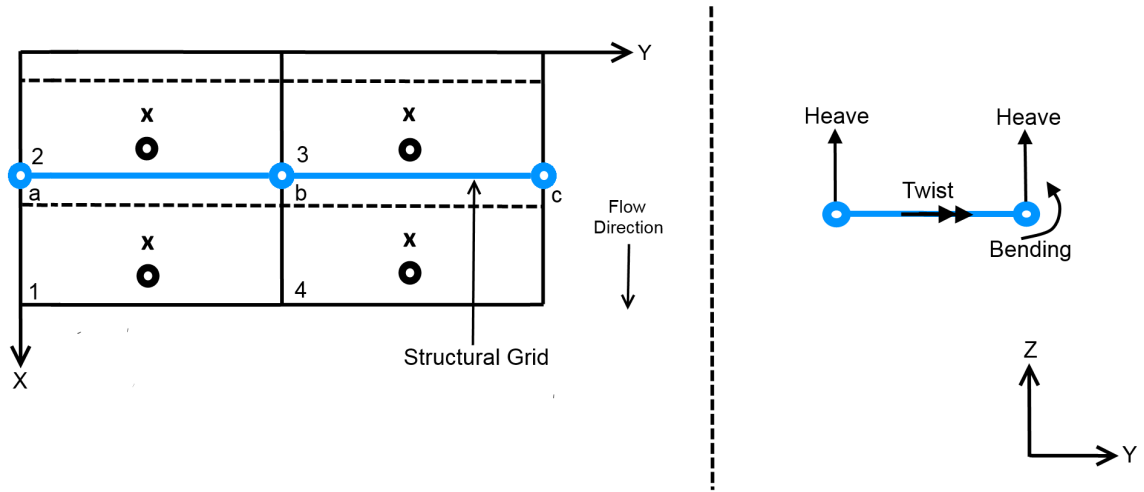 Y
x x
2 3
a b c
x x
1 4
X
Flow
Direction
Structural Grid
Heave Heave
Twist
Bending
Z
Y